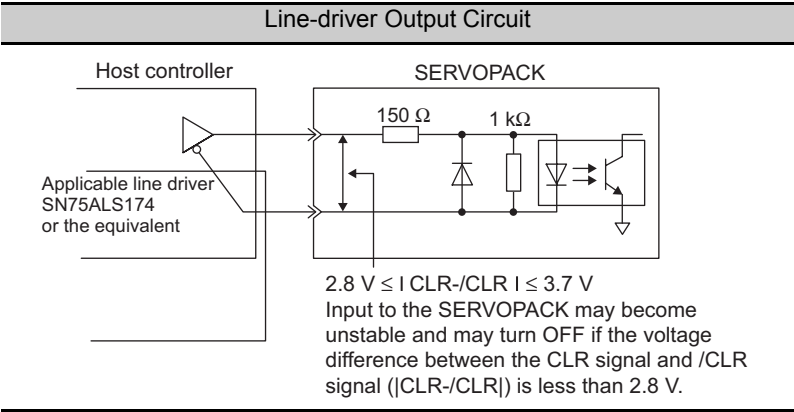 Line-driver Output Circuit
Host controller
SERVOPACK
150 Ω
1 kΩ
Applicable line driver
SN75ALS174
or the equivalent
2.8 V ≤ I CLR-/CLR I ≤ 3.7 V
Input to the SERVOPACK may become
unstable and may turn OFF if the voltage
difference between the CLR signal and /CLR
signal (|CLR-/CLR|) is less than 2.8 V.